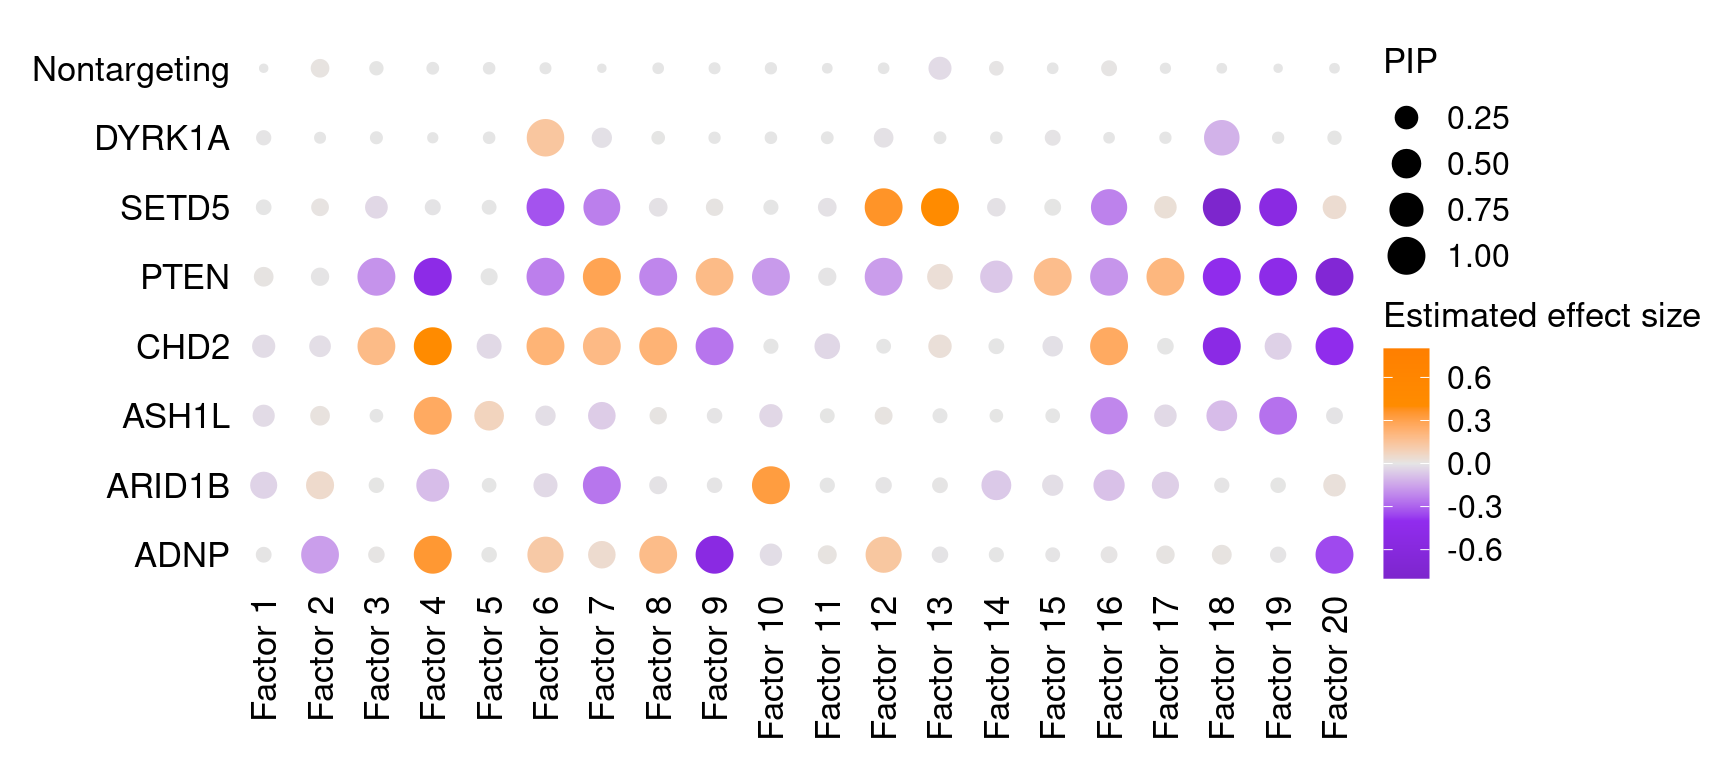 Nontargeting
DYRK1A
SETD5
PTEN
CHD2
ASH1L
ARID1B
ADNP
Factor 1
Factor 2
Factor 3
Factor 4
Factor 5
Factor 6
Factor 7
Factor 8
Factor 9
Factor 10
Factor 11
Factor 12
Factor 13
Factor 14
Factor 15
Factor 16
Factor 17
Factor 18
Factor 19
Factor 20
PIP
0.25
0.50
0.75
1.00
Estimated effect size
0.6
0.3
0.0
-0.3
-0.6